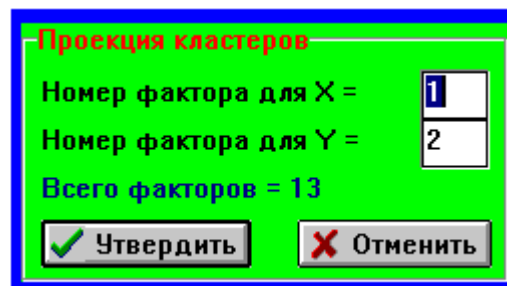 Проекция кластеров
Номер фактора для X = 1
Номер фактора для Y = 2
Всего факторов = 13
Утвердить Отменить